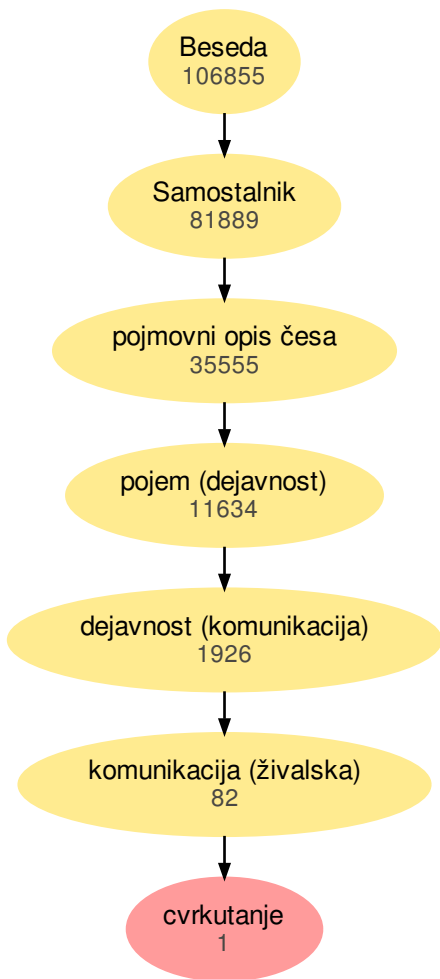 Beseda
106855
Samostalnik
81889
pojmovni opis česa
35555
pojem (dejavnost)
11634
dejavnost (komunikacija)
1926
komunikacija (živalska)
82
cvrkutanje
1